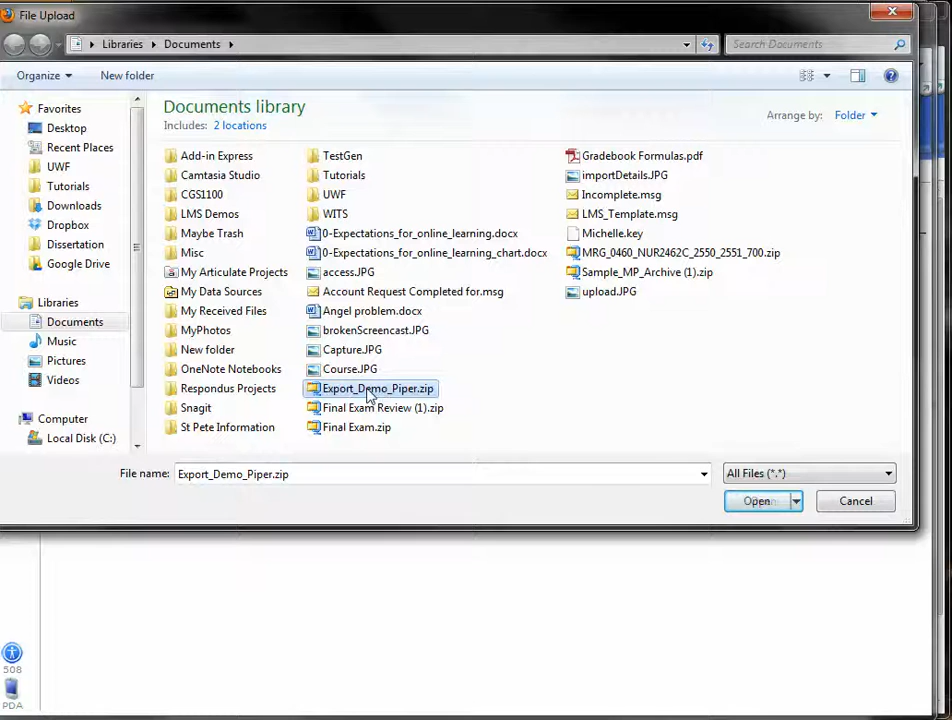 File Upload
Libraries Documents
Search Documents
Organize New folder
Documents library
Includes: 2 locations
Arrange by: Folder
Favorites
Desktop
Recent Places
UWF
Tutorials
Downloads
Dropbox
Dissertation
Google Drive
Libraries
Documents
Music
Pictures
Videos
Computer
Local Disk (C:)
Add-in Express
Camtasia Studio
CGS1100
LMS Demos
Maybe Trash
Misc
My Articulate Projects
My Data Sources
My Received Files
MyPhotos
New folder
OneNote Notebooks
Respondus Projects
Snagit
St Pete Information
TestGen
Tutorials
UWF
WITS
0-Expectations_for_online_learning.docx
0-Expectations_for_online_learning_chart.docx
access.JPG
Account Request Completed for.msg
Angel problem.docx
brokenScreencast.JPG
Capture.JPG
Course.JPG
Export_Demo_Piper.zip
Final Exam Review (1).zip
Final Exam.zip
Gradebook Formulas.pdf
importDetails.JPG
Incomplete.msg
LMS_Template.msg
Michelle.key
MRG_0460_NUR2462C_2550_2551_700.zip
Sample_MP_Archive (1).zip
upload.JPG
File name: Export_Demo_Piper.zip All Files (*.*)
Open Cancel
508
PDA